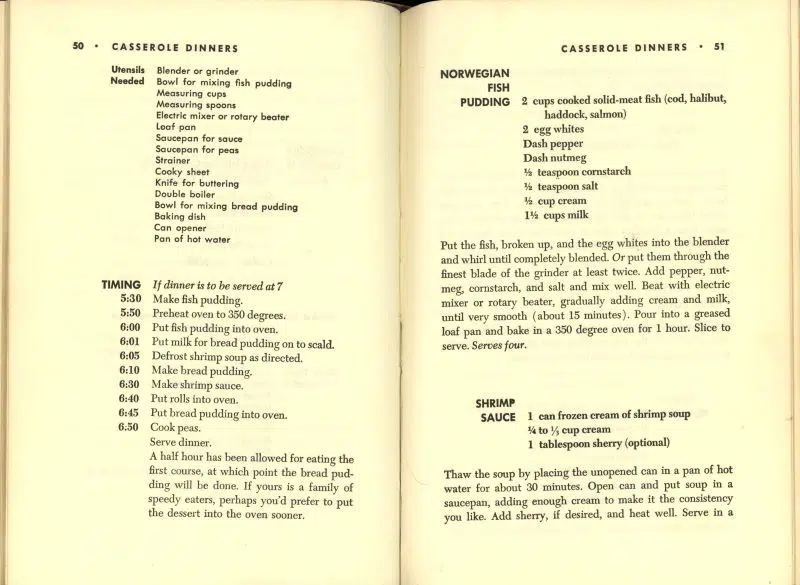 50 • CASSEROLE DINNERS
Utensils Needed
Blender or grinder
Bowl for mixing fish pudding
Measuring cups
Measuring spoons
Electric mixer or rotary beater
Loaf pan
Saucepan for sauce
Saucepan for peas
Strainer
Cooky sheet
Knife for buttering
Double boiler
Bowl for mixing bread pudding
Baking dish
Can opener
Pan of hot water
TIMING If dinner is to be served at 7
5:30 Make fish pudding.
5:50 Preheat oven to 350 degrees.
6:00 Put fish pudding into oven.
6:01 Put milk for bread pudding on to scald.
6:05 Defrost shrimp soup as directed.
6:10 Make bread pudding.
6:30 Make shrimp sauce.
6:40 Put rolls into oven.
6:45 Put bread pudding into oven.
6:50 Cook peas.
Serve dinner.
A half hour has been allowed for eating the
first course, at which point the bread pud-
ding will be done. If yours is a family of
speedy eaters, perhaps you'd prefer to put
the dessert into the oven sooner.
CASSEROLE DINNERS • 51
NORWEGIAN
FISH
PUDDING
2 cups cooked solid-meat fish (cod, halibut,
haddock, salmon)
2 egg whites
Dash pepper
Dash nutmeg
½ teaspoon cornstarch
½ teaspoon salt
½ cup cream
1½ cups milk
Put the fish, broken up, and the egg whites into the blender
and whirl until completely blended. Or put them through the
finest blade of the grinder at least twice. Add pepper, nut-
meg, cornstarch, and salt and mix well. Beat with electric
mixer or rotary beater, gradually adding cream and milk,
until very smooth (about 15 minutes). Pour into a greased
loaf pan and bake in a 350 degree oven for 1 hour. Slice to
serve. Serves four.
SHRIMP
SAUCE
1 can frozen cream of shrimp soup
¼ to ⅓ cup cream
1 tablespoon sherry (optional)
Thaw the soup by placing the unopened can in a pan of hot
water for about 30 minutes. Open can and put soup in a
saucepan, adding enough cream to make it the consistency
you like. Add sherry, if desired, and heat well. Serve in a